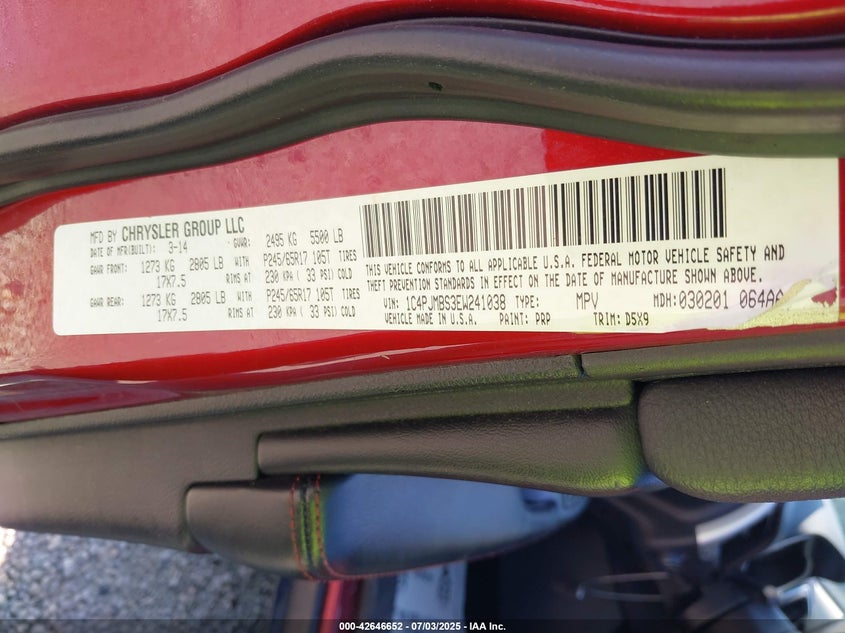 MFD BY CHRYSLER GROUP LLC
DATE OF MFR(BUILT): 3-14 GVWR: 2495 KG 5500 LB
GAWR FRONT: 1273 KG 2805 LB WITH P245/65R17 105T TIRES
17K7.5 RIMS AT 230 KPA ( 33 PSI) COLD
GAWR REAR: 1273 KG 2805 LB WITH P245/65R17 105T TIRES
17K7.5 RIMS AT 230 KPA ( 33 PSI) COLD
THIS VEHICLE CONFORMS TO ALL APPLICABLE U.S.A. FEDERAL MOTOR VEHICLE SAFETY AND
THEFT PREVENTION STANDARDS IN EFFECT ON THE DATE OF MANUFACTURE SHOWN ABOVE.
VIN: 1C4PJMBS3EW241038 TYPE: MPV MDH: 030201 064AA
VEHICLE MADE IN U.S.A. PAINT: PRP TRIM: D5X9
000-42646652 | 07/03/2025 - IAA Inc.